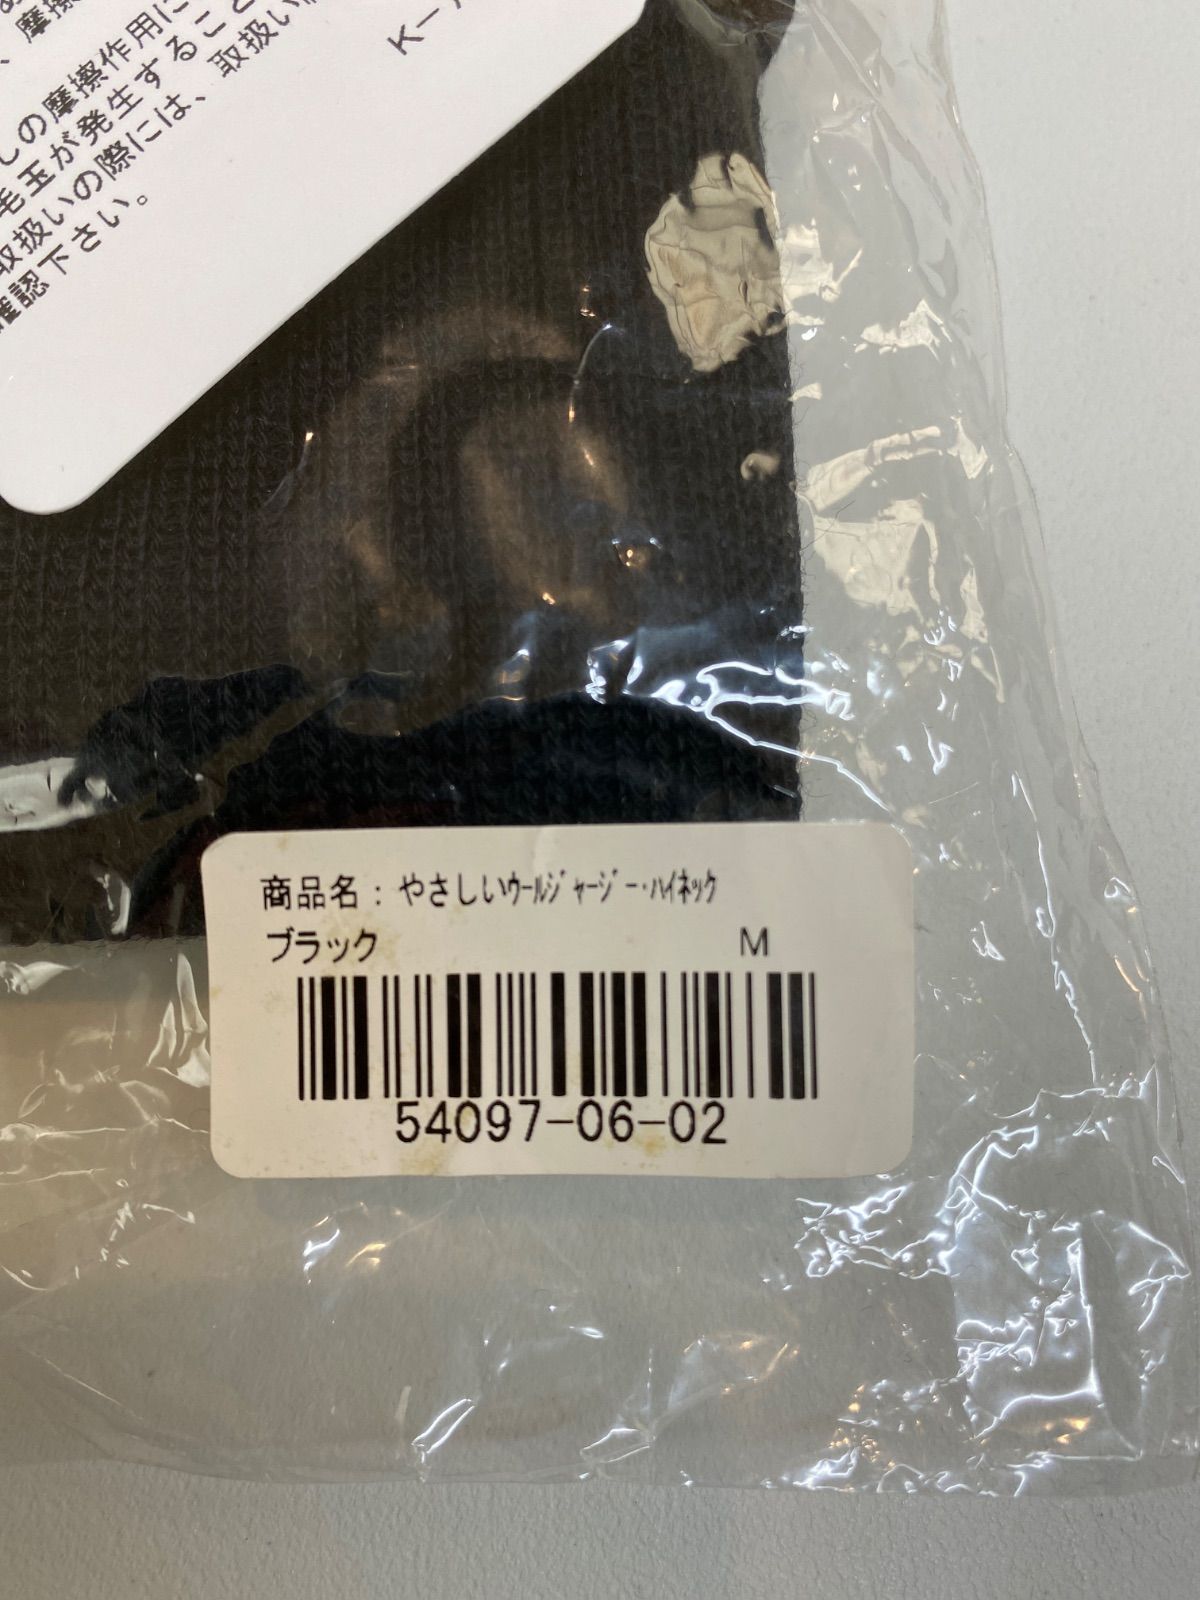 摩擦
しの摩擦作用に
毛玉が発生すること
取扱いの際には、取扱い
確認下さい。
K－
商品名：やさしいｳｰﾙｼﾞｬｰｼﾞｰ･ﾊｲﾈｯｸ
ブラック M
54097-06-02